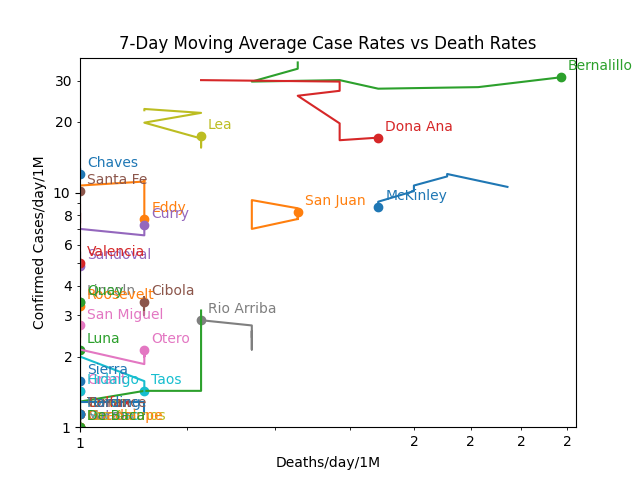 7-Day Moving Average Case Rates vs Death Rates
Bernalillo
30
Lea
Dona Ana
20
Chaves
Santa Fe
10
McKinley
San Juan
Eddy
Curry
8
6
Valencia
Sandoval
4
Roosevelt
Cibola
3
Rio Arriba
San Miguel
Luna
Otero
2
Sierra
Hidalgo
Taos
1
1
2
2
2
2
Confirmed Cases/day/1M
Deaths/day/1M